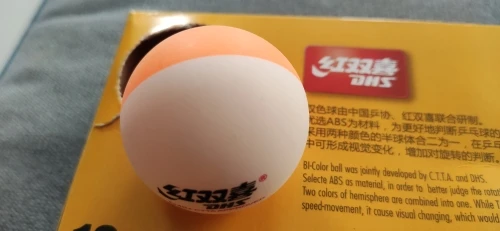 红双喜
DHS
双色球由中国乒协、红双喜联合研制。
优选ABS为材料，为更好地判断乒乓球的
采用两种颜色的半球体合二为一，在乒
中可形成视觉变化，增加对旋转的判断。
BI-Color ball was jointly developed by C.T.T.A. and DHS.
Selecte ABS as material, in order to better judge the
Two colors of hemisphere are combined into one. While
speed-movement, it cause visual changing, which would
红双喜®
DHS